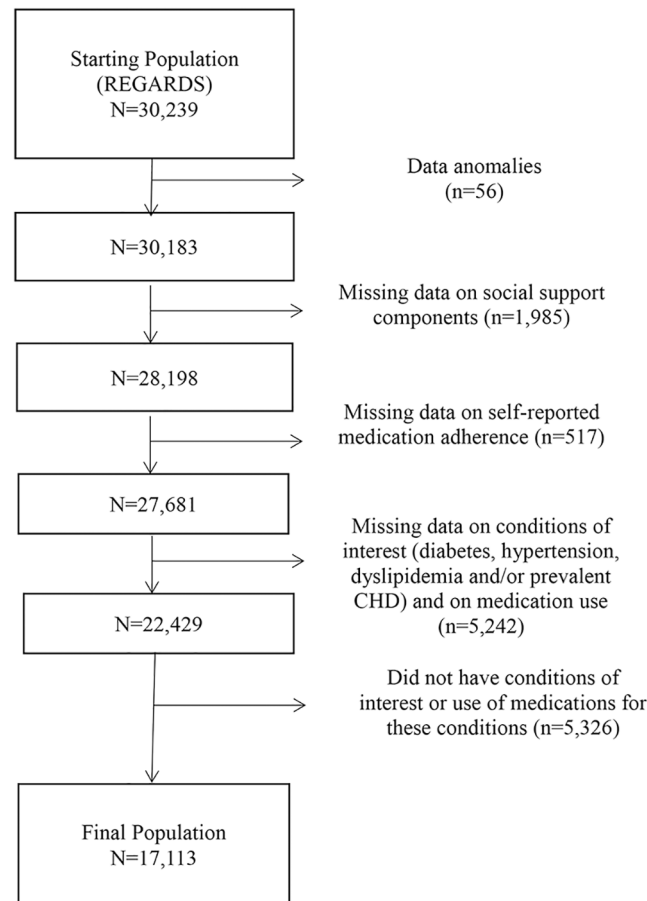 Starting Population
(REGARDS)
N=30,239
Data anomalies
(n=56)
N=30,183
Missing data on social support
components (n=1,985)
N=28,198
Missing data on self-reported
medication adherence (n=517)
N=27,681
Missing data on conditions of
interest (diabetes, hypertension,
dyslipidemia and/or prevalent
CHD) and on medication use
(n=5,242)
N=22,429
Did not have conditions of
interest or use of medications for
these conditions (n=5,326)
Final Population
N=17,113